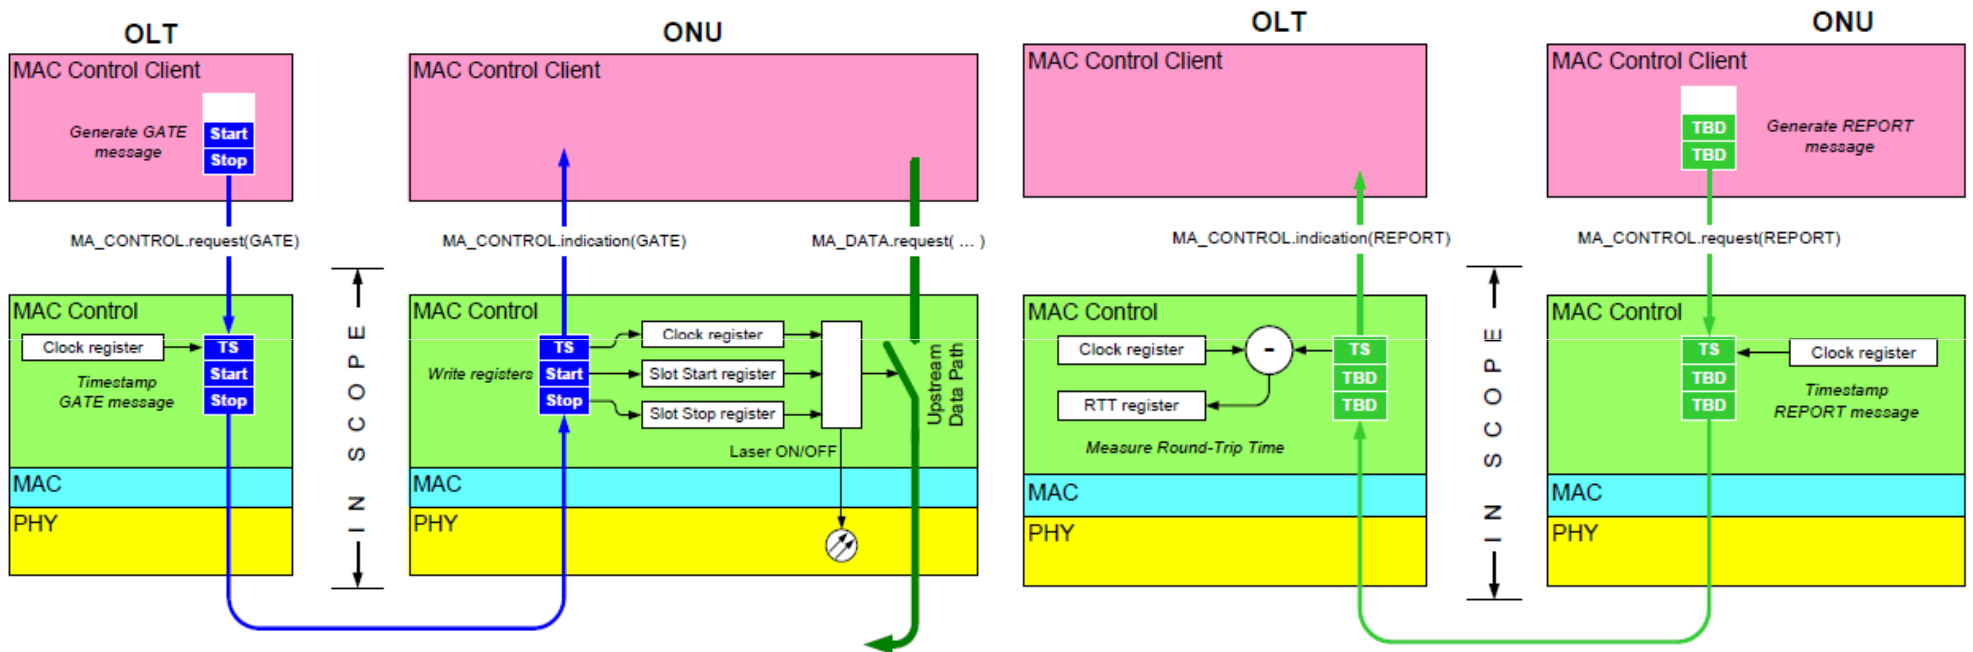 OLT
MAC Control Client
Generate GATE
message
Start
Stop
MA_CONTROL.request(GATE)
MAC Control
Clock register
TS
Start
Stop
Timestamp
GATE message
MAC
PHY
IN SCOPE
ONU
MAC Control Client
MA_CONTROL.indication(GATE)
MA_DATA.request( ... )
MAC Control
Write registers
TS
Start
Stop
Clock register
Slot Start register
Slot Stop register
Laser ON/OFF
Upstream
Data Path
MAC
PHY
OLT
MAC Control Client
MA_CONTROL.indication(REPORT)
MAC Control
Clock register
-
TS
TBD
TBD
RTT register
Measure Round-Trip Time
MAC
PHY
IN SCOPE
ONU
MAC Control Client
TBD
TBD
Generate REPORT
message
MA_CONTROL.request(REPORT)
MAC Control
TS
TBD
TBD
Clock register
Timestamp
REPORT message
MAC
PHY